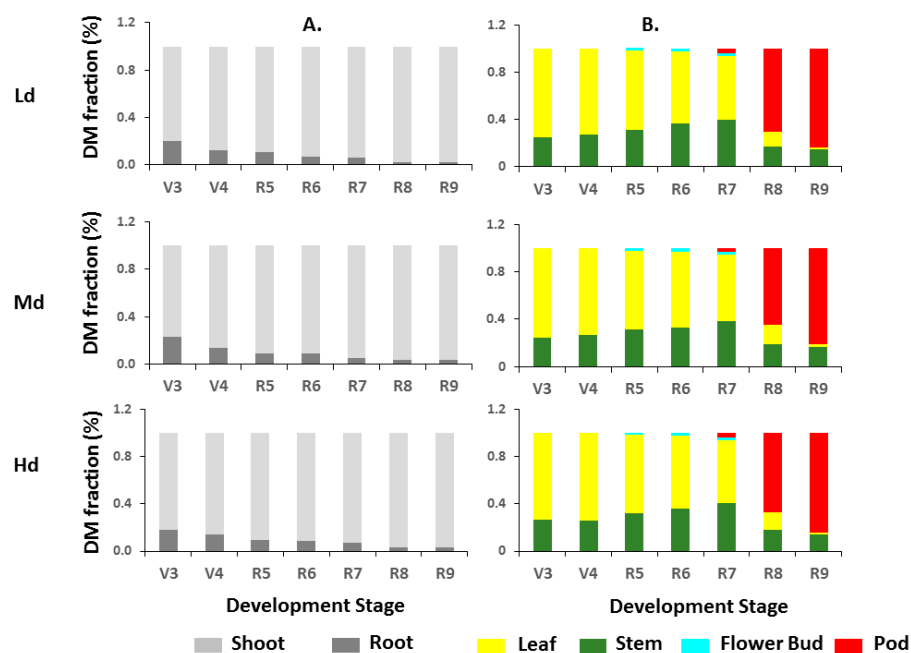 A. B.
Ld
DM fraction (%)
1.2
0.8
0.4
0.0
V3 V4 R5 R6 R7 R8 R9
1.2
0.8
0.4
0
V3 V4 R5 R6 R7 R8 R9
Md
DM fraction (%)
1.2
0.8
0.4
0.0
V3 V4 R5 R6 R7 R8 R9
1.2
0.8
0.4
0
V3 V4 R5 R6 R7 R8 R9
Hd
DM fraction (%)
1.2
0.8
0.4
0.0
V3 V4 R5 R6 R7 R8 R9
1.2
0.8
0.4
0
V3 V4 R5 R6 R7 R8 R9
Development Stage Development Stage
Shoot Root Leaf Stem Flower Bud Pod